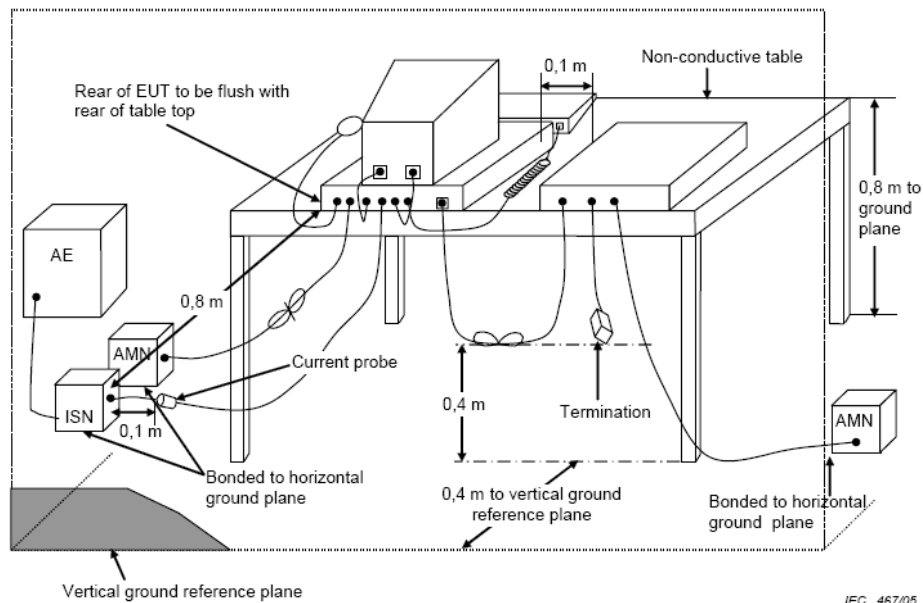 0,1 m
Non-conductive table
Rear of EUT to be flush with
rear of table top
0,8 m to
ground
plane
AE
0,8 m
AMN
Current probe
ISN
0,1 m
0,4 m
Termination
AMN
Bonded to horizontal
ground plane
0,4 m to vertical ground
reference plane
Bonded to horizontal
ground plane
Vertical ground reference plane
IEC 467/05